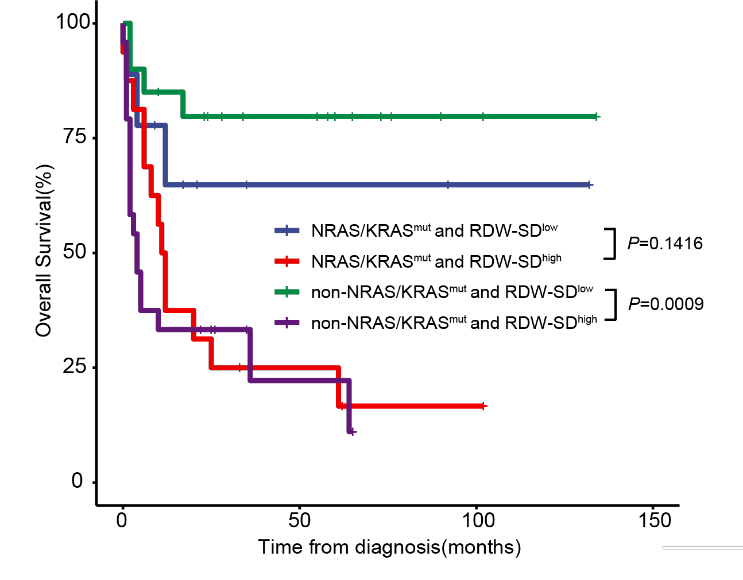 100
75
50
25
0
Overall Survival(%)
NRAS/KRASmut and RDW-SDlow
NRAS/KRASmut and RDW-SDhigh
non-NRAS/KRASmut and RDW-SDlow
non-NRAS/KRASmut and RDW-SDhigh
P=0.1416
P=0.0009
0 50 100 150
Time from diagnosis(months)